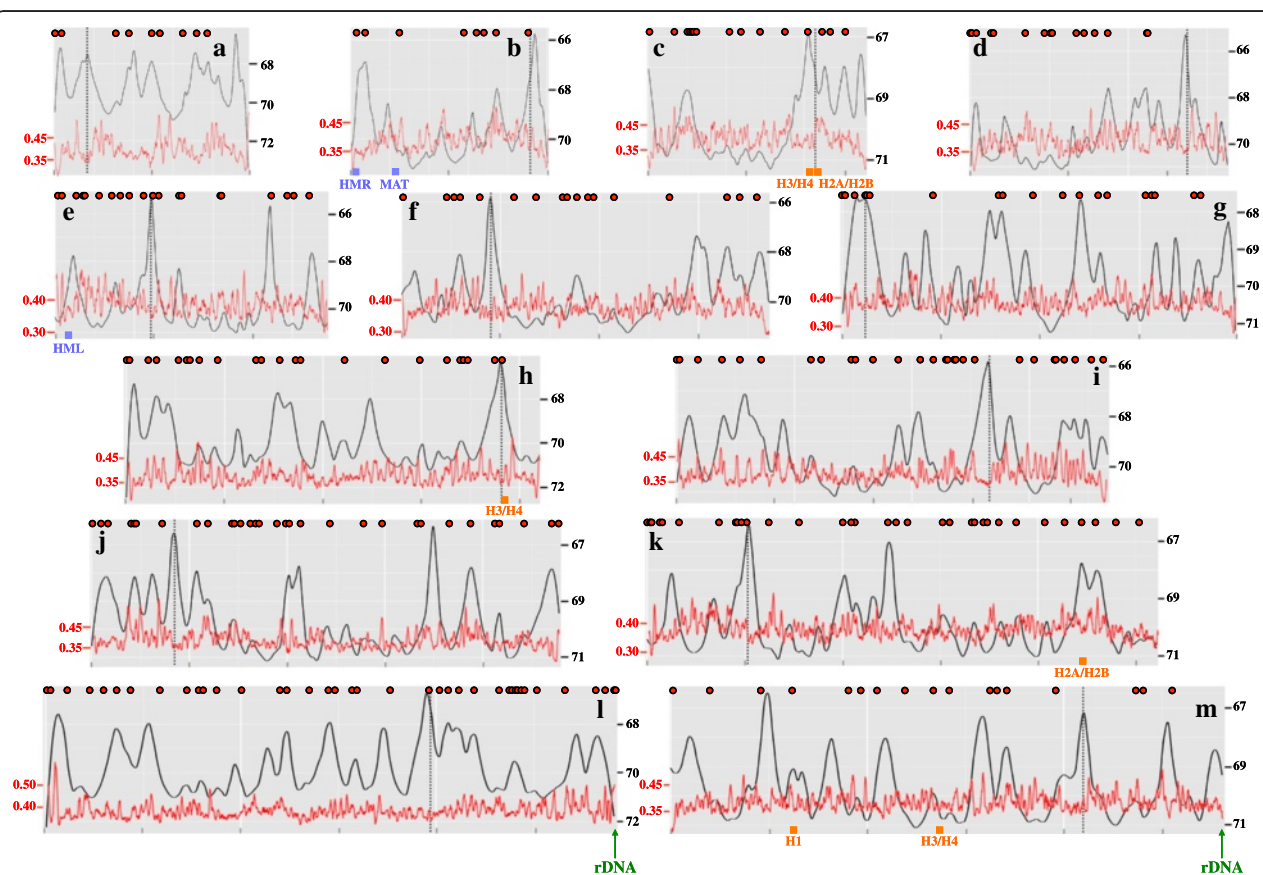 a b c d
68 70 72
0.45 0.35
66 68 70
0.45 0.35
67 69 71
0.45 0.35
66 68 70
0.45 0.35
HMR MAT H3/H4 H2A/H2B
e f g
66 68 70
0.40 0.30
66 68 70
0.40 0.30
68 69 70 71
0.40 0.30
HML
h i
68 70 72
0.45 0.35
66 68 70
0.45 0.35
H3/H4
j k
67 69 71
0.45 0.35
67 69 71
0.40 0.30
H2A/H2B
l m
68 70 72
0.50 0.40
67 69 71
0.45 0.35
H1 H3/H4
rDNA rDNA